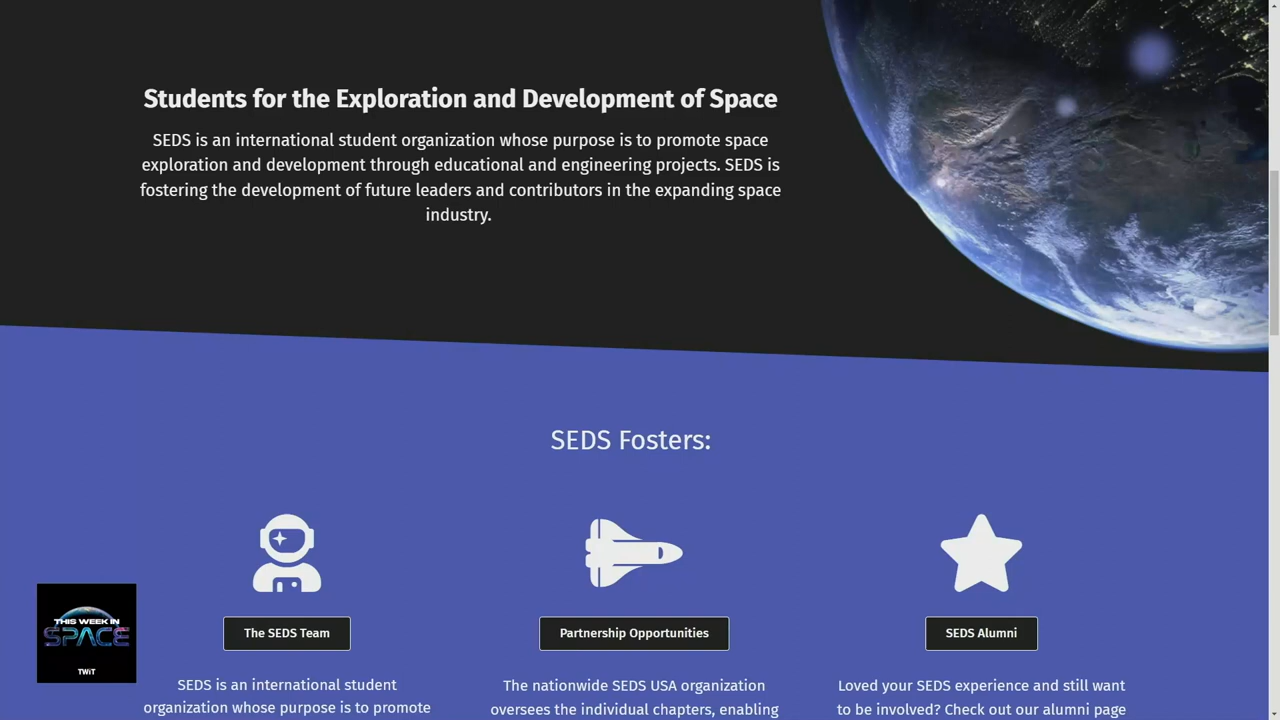 Students for the Exploration and Development of Space
SEDS is an international student organization whose purpose is to promote space
exploration and development through educational and engineering projects. SEDS is
fostering the development of future leaders and contributors in the expanding space
industry.
SEDS Fosters:
The SEDS Team
Partnership Opportunities
SEDS Alumni
SEDS is an international student
organization whose purpose is to promote
The nationwide SEDS USA organization
oversees the individual chapters, enabling
Loved your SEDS experience and still want
to be involved? Check out our alumni page
THIS WEEK IN
SPACE
TWiT